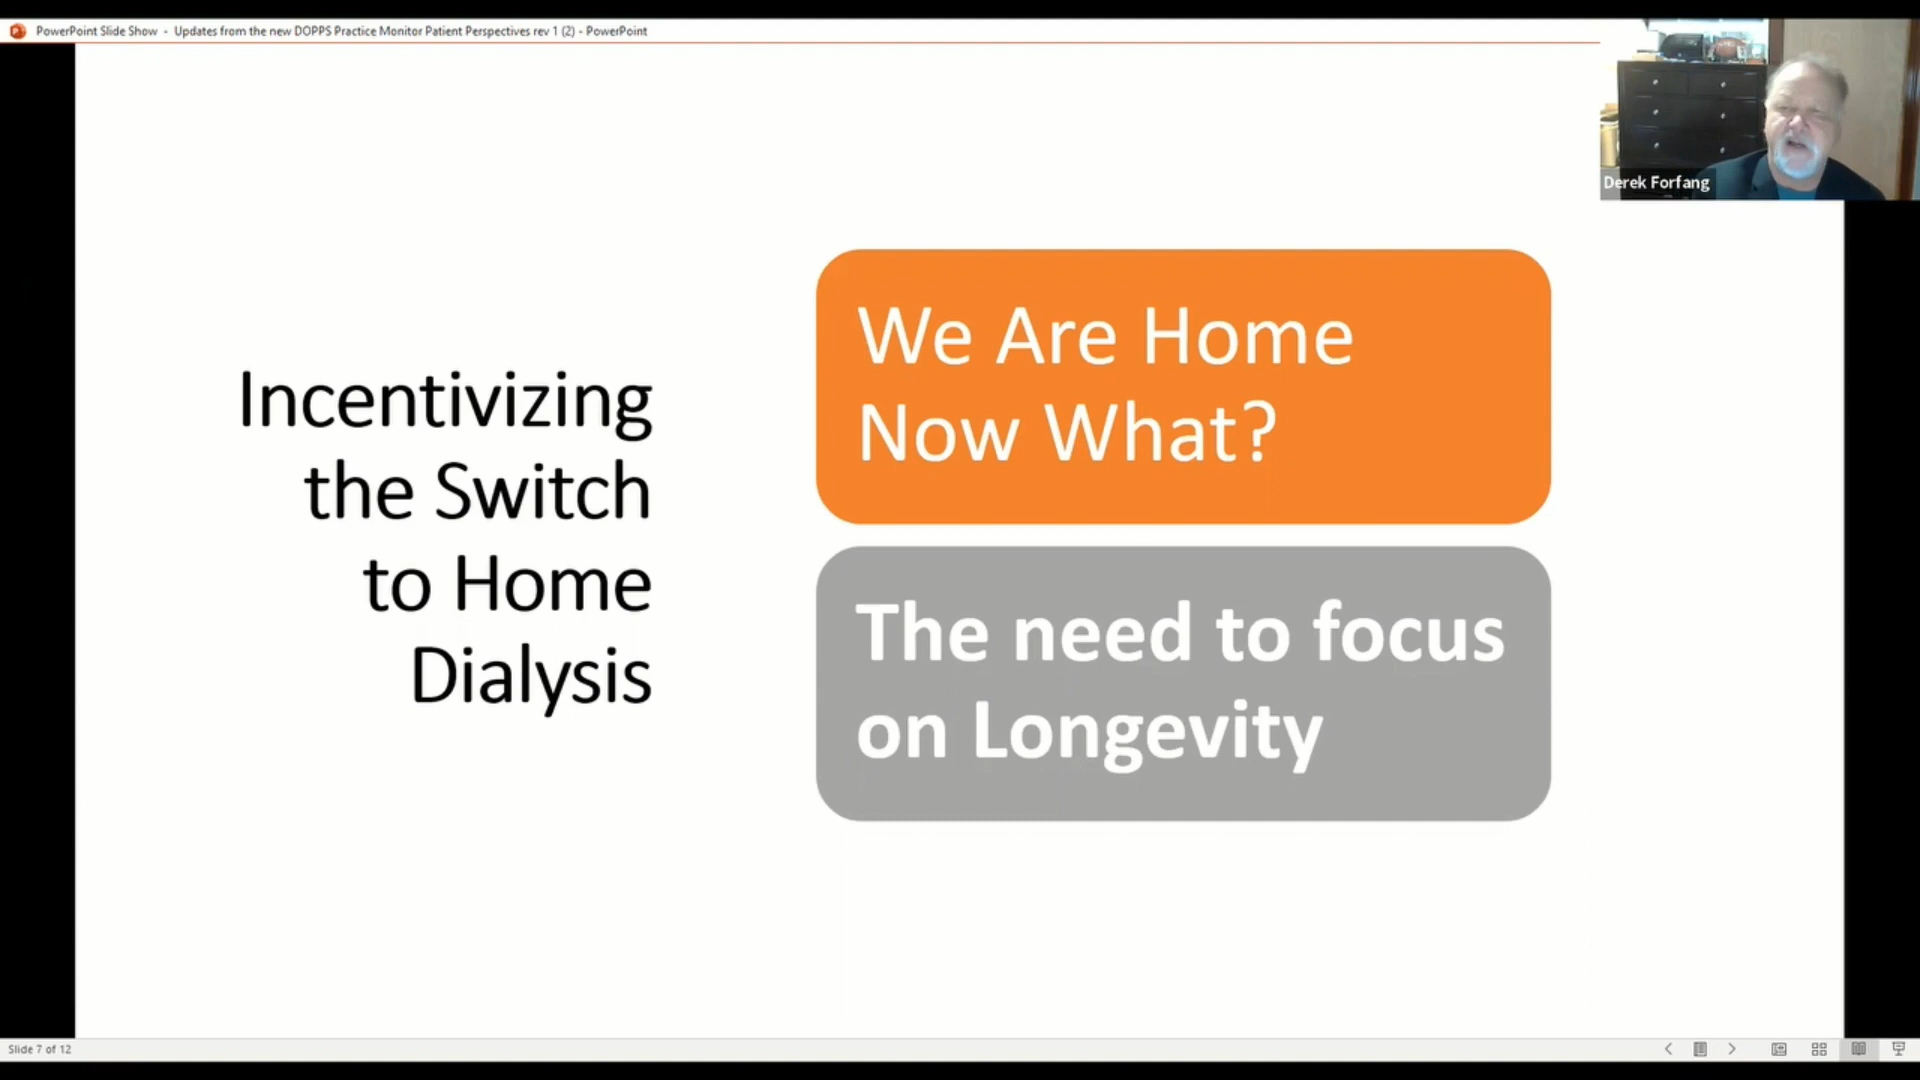 PowerPoint Slide Show - Updates from the new DOPPS Practice Monitor Patient Perspectives rev 1 (2) - PowerPoint
Derek Forfang
Incentivizing
the Switch
to Home
Dialysis
We Are Home
Now What?
The need to focus
on Longevity
Slide 7 of 12